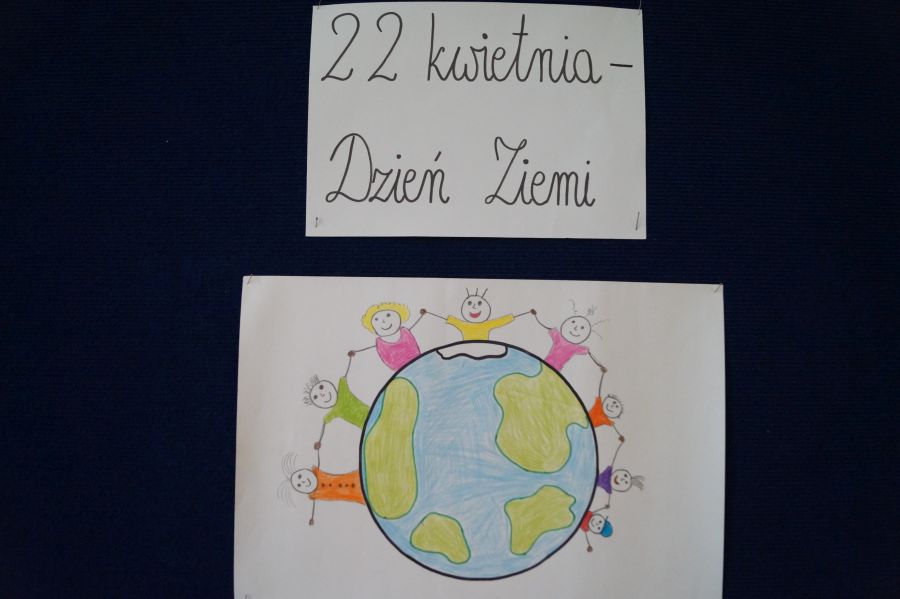 22 kwietnia –
Dzień Ziemi